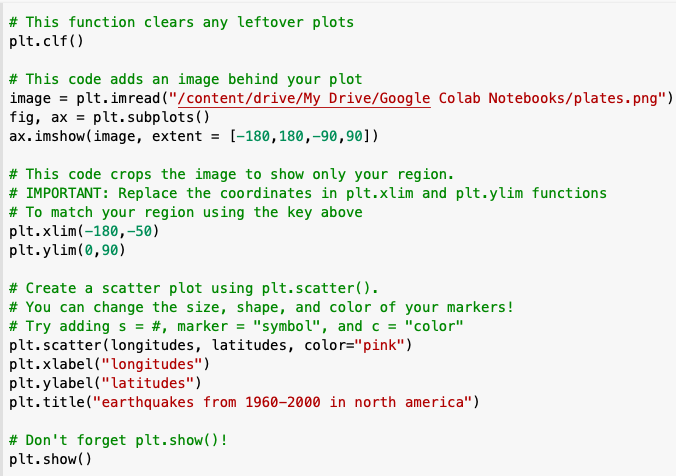 # This function clears any leftover plots
plt.clf()
# This code adds an image behind your plot
image = plt.imread("/content/drive/My Drive/Google Colab Notebooks/plates.png")
fig, ax = plt.subplots()
ax.imshow(image, extent = [-180,180,-90,90])
# This code crops the image to show only your region.
# IMPORTANT: Replace the coordinates in plt.xlim and plt.ylim functions
# To match your region using the key above
plt.xlim(-180,-50)
plt.ylim(0,90)
# Create a scatter plot using plt.scatter().
# You can change the size, shape, and color of your markers!
# Try adding s = #, marker = "symbol", and c = "color"
plt.scatter(longitudes, latitudes, color="pink")
plt.xlabel("longitudes")
plt.ylabel("latitudes")
plt.title("earthquakes from 1960-2000 in north america")
# Don't forget plt.show()!
plt.show()